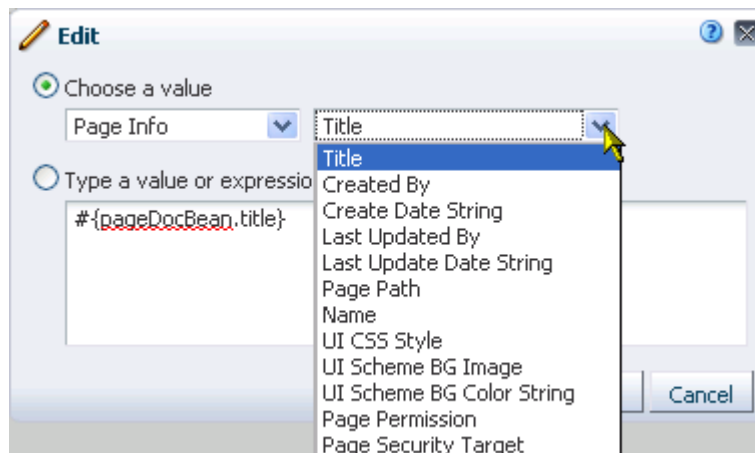 Edit
Choose a value
Page Info
Title
Title
Type a value or expressio
Created By
#{pageDocBean.title}
Create Date String
Last Updated By
Last Update Date String
Page Path
Name
UI CSS Style
UI Scheme BG Image
UI Scheme BG Color String
Cancel
Page Permission
Page Security Target